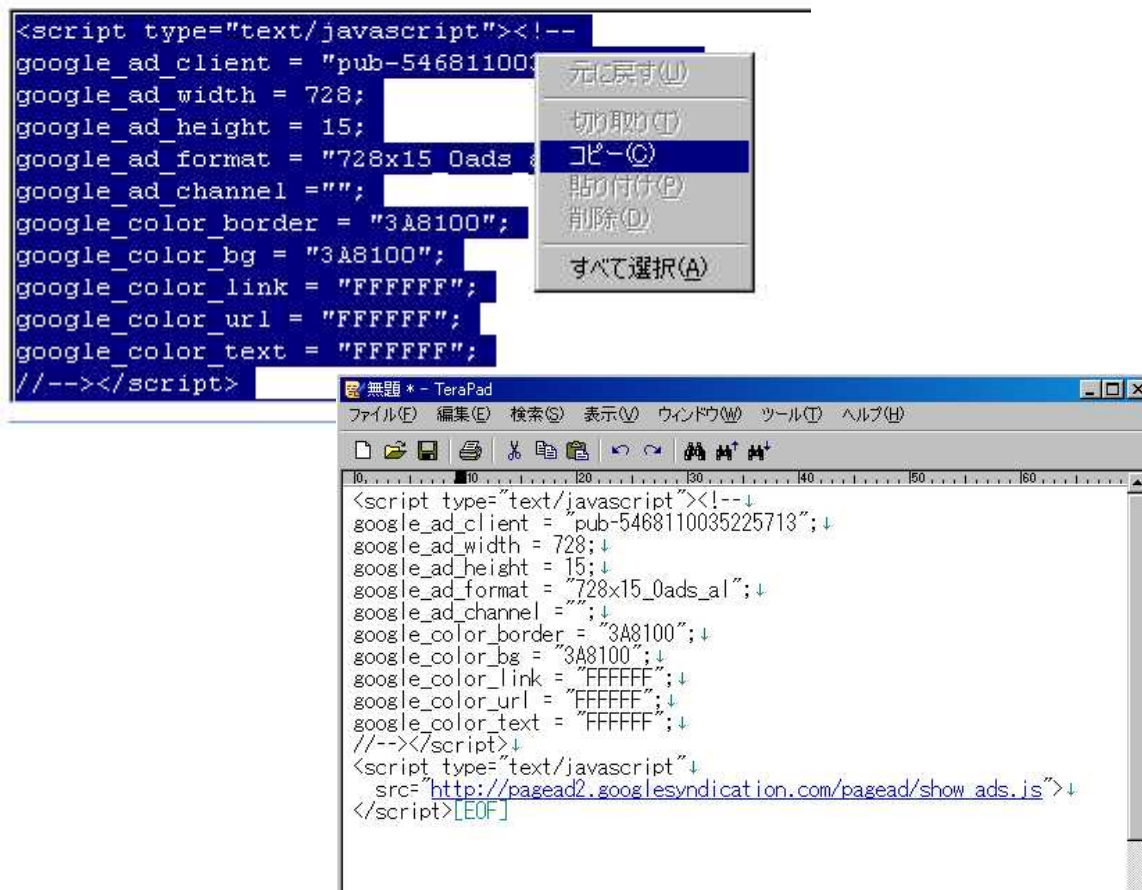 <script type="text/javascript"><!--
google_ad_client = "pub-546811003
google_ad_width = 728;
google_ad_height = 15;
google_ad_format = "728x15_0ads_a
google_ad_channel ="";
google_color_border = "3A8100";
google_color_bg = "3A8100";
google_color_link = "FFFFFF";
google_color_url = "FFFFFF";
google_color_text = "FFFFFF";
//--></script>
元に戻す(U)
切り取り(T)
コピー(C)
貼り付け(P)
削除(D)
すべて選択(A)
無題 * - TeraPad
ファイル(F) 編集(E) 検索(S) 表示(V) ウィンドウ(W) ツール(T) ヘルプ(H)
0 10 20 30 40 50 60
<script type="text/javascript"><!--↓
google_ad_client = "pub-5468110035225713";↓
google_ad_width = 728;↓
google_ad_height = 15;↓
google_ad_format = "728x15_0ads_al";↓
google_ad_channel ="";↓
google_color_border = "3A8100";↓
google_color_bg = "3A8100";↓
google_color_link = "FFFFFF";↓
google_color_url = "FFFFFF";↓
google_color_text = "FFFFFF";↓
//--></script>↓
<script type="text/javascript"↓
src="http://pagead2.googlesyndication.com/pagead/show_ads.js">↓
</script>[EOF]